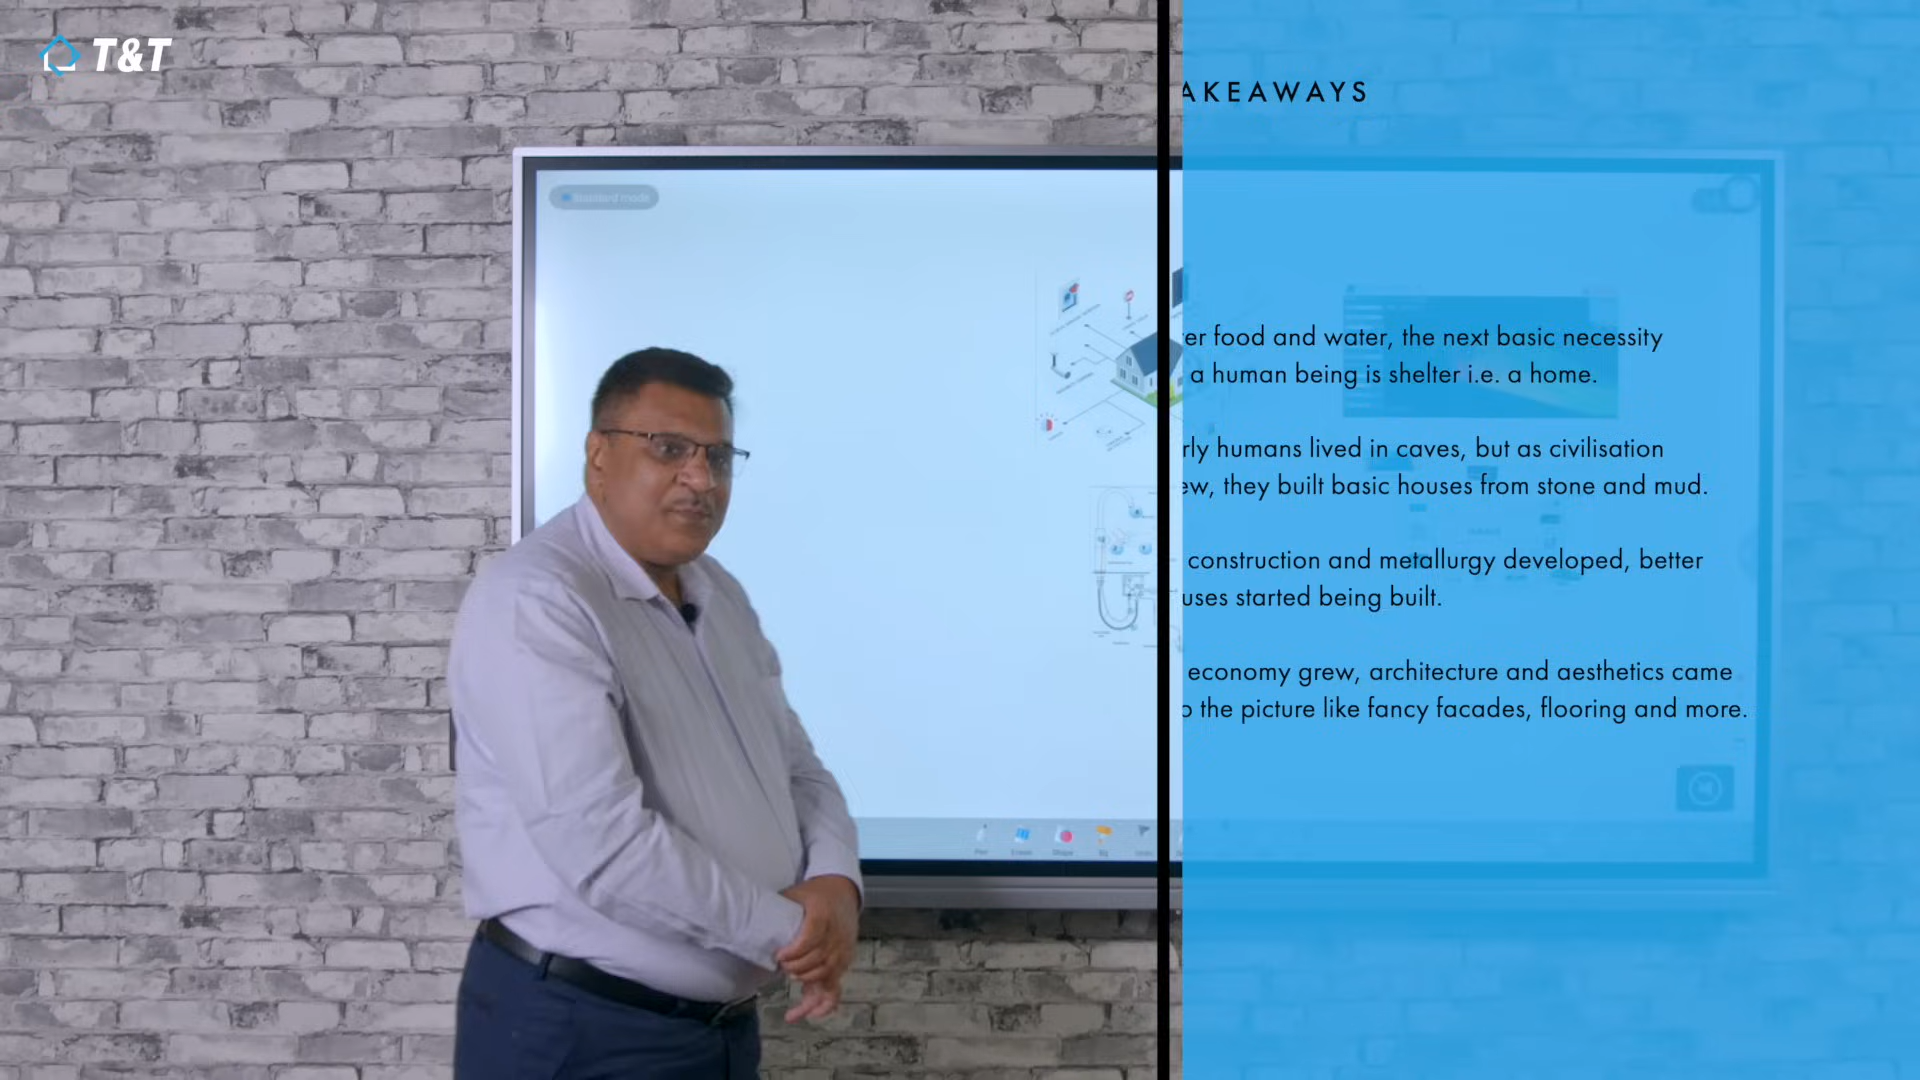 T&T
AKEAWAYS
Standard mode
er food and water, the next basic necessity
a human being is shelter i.e. a home.
rly humans lived in caves, but as civilisation
ew, they built basic houses from stone and mud.
construction and metallurgy developed, better
uses started being built.
economy grew, architecture and aesthetics came
o the picture like fancy facades, flooring and more.